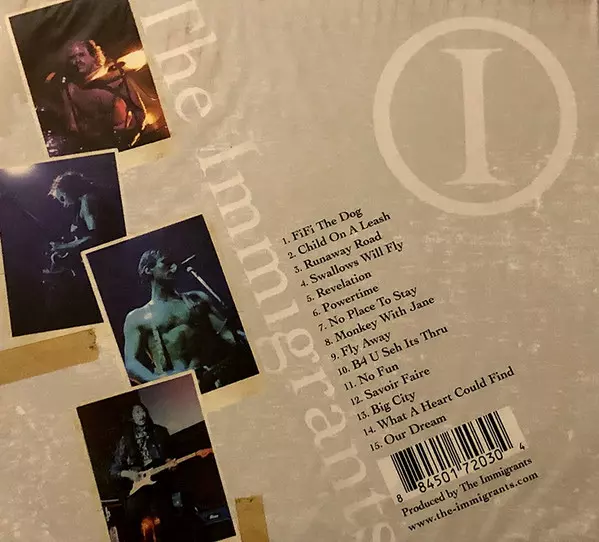 The Immigrants
I
1. FiFi The Dog
2. Child On A Leash
3. Runaway Road
4. Swallows Will Fly
5. Revelation
6. Powertime
7. No Place To Stay
8. Monkey With Jane
9. Fly Away
10. B4 U Seh Its Thru
11. No Fun
12. Savoir Faire
13. Big City
14. What A Heart Could Find
15. Our Dream
8 84501 72030 4
Produced by The Immigrants
www.the-immigrants.com